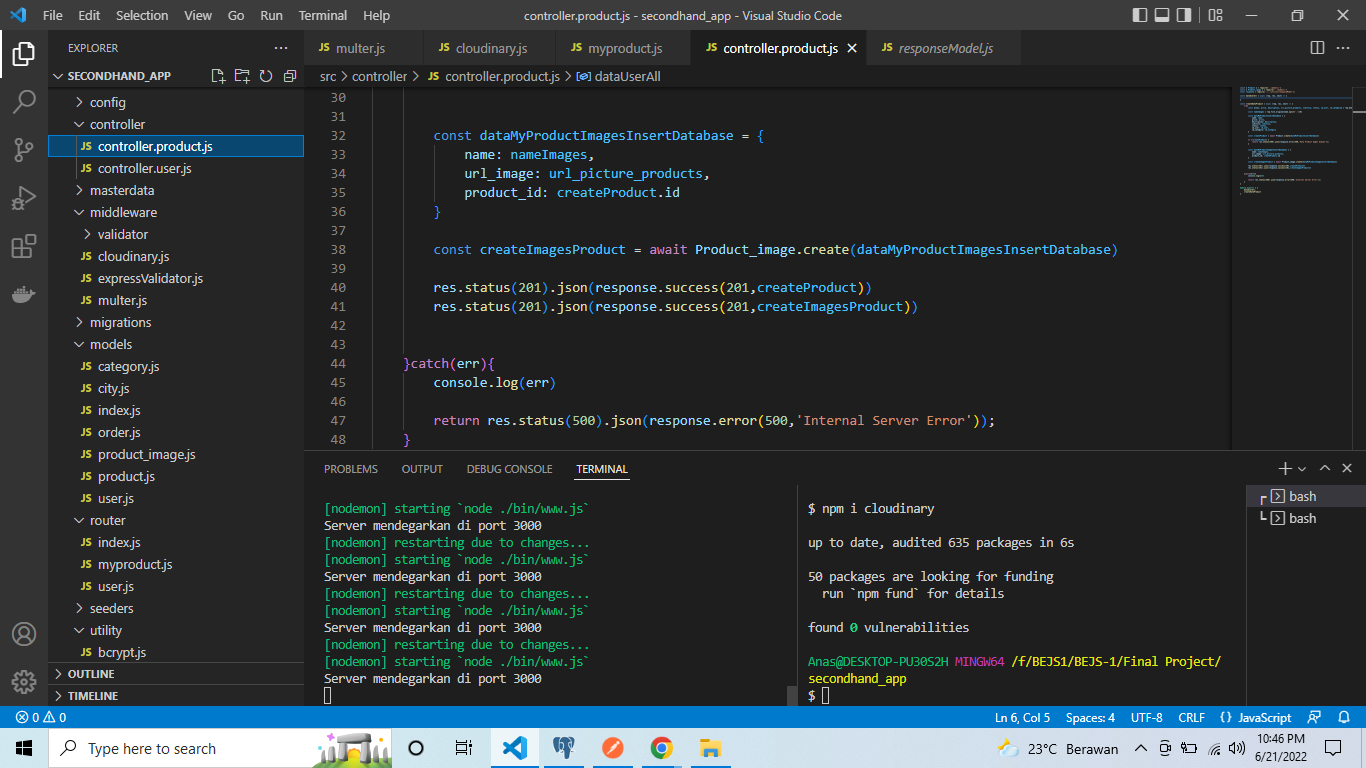 File Edit Selection View Go Run Terminal Help
controller.product.js - secondhand_app - Visual Studio Code
EXPLORER
SECONDHAND_APP
config
controller
JS controller.product.js
JS controller.user.js
masterdata
middleware
validator
JS cloudinary.js
JS expressValidator.js
JS multer.js
migrations
models
JS category.js
JS city.js
JS index.js
JS order.js
JS product_image.js
JS product.js
JS user.js
router
JS index.js
JS myproduct.js
JS user.js
seeders
utility
JS bcrypt.js
OUTLINE
TIMELINE
JS multer.js JS cloudinary.js JS myproduct.js JS controller.product.js JS responseModel.js
src > controller > JS controller.product.js > dataUserAll
30
31
32 const dataMyProductImagesInsertDatabase = {
33 name: nameImages,
34 url_image: url_picture_products,
35 product_id: createProduct.id
36 }
37
38 const createImagesProduct = await Product_image.create(dataMyProductImagesInsertDatabase)
39
40 res.status(201).json(response.success(201,createProduct))
41 res.status(201).json(response.success(201,createImagesProduct))
42
43
44 }catch(err){
45 console.log(err)
46
47 return res.status(500).json(response.error(500,'Internal Server Error'));
48 }
PROBLEMS OUTPUT DEBUG CONSOLE TERMINAL
[nodemon] starting `node ./bin/www.js`
Server mendegarkan di port 3000
[nodemon] restarting due to changes...
[nodemon] starting `node ./bin/www.js`
Server mendegarkan di port 3000
[nodemon] restarting due to changes...
[nodemon] starting `node ./bin/www.js`
Server mendegarkan di port 3000
[nodemon] restarting due to changes...
[nodemon] starting `node ./bin/www.js`
Server mendegarkan di port 3000
$ npm i cloudinary
up to date, audited 635 packages in 6s
50 packages are looking for funding
run `npm fund` for details
found 0 vulnerabilities
Anas@DESKTOP-PU30S2H MINGW64 /f/BEJS1/BEJS-1/Final Project/
secondhand_app
$
bash
bash
0 0
Ln 6, Col 5 Spaces: 4 UTF-8 CRLF {} JavaScript
Type here to search
23°C Berawan
10:46 PM
6/21/2022